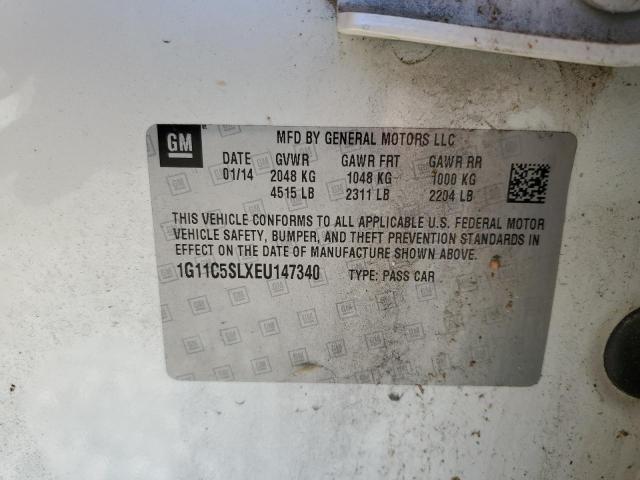 GM
MFD BY GENERAL MOTORS LLC
DATE GVWR GAWR FRT GAWR RR
01/14 2048 KG 1048 KG 1000 KG
4515 LB 2311 LB 2204 LB
THIS VEHICLE CONFORMS TO ALL APPLICABLE U.S. FEDERAL MOTOR
VEHICLE SAFETY, BUMPER, AND THEFT PREVENTION STANDARDS IN
EFFECT ON THE DATE OF MANUFACTURE SHOWN ABOVE.
1G11C5SLXEU147340 TYPE: PASS CAR